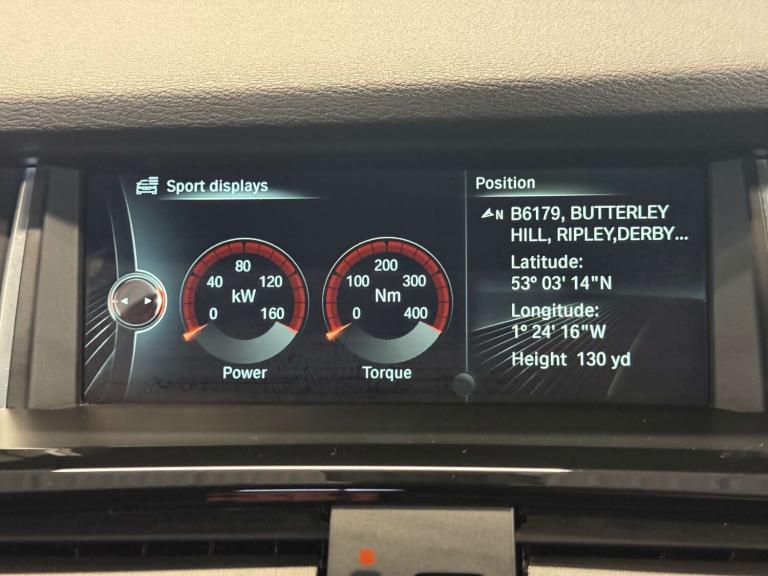 Sport displays
80
40 120
kW
0 160
Power
200
100 300
Nm
0 400
Torque
Position
N B6179, BUTTERLEY
HILL, RIPLEY,DERBY...
Latitude:
53° 03' 14"N
Longitude:
1° 24' 16"W
Height 130 yd